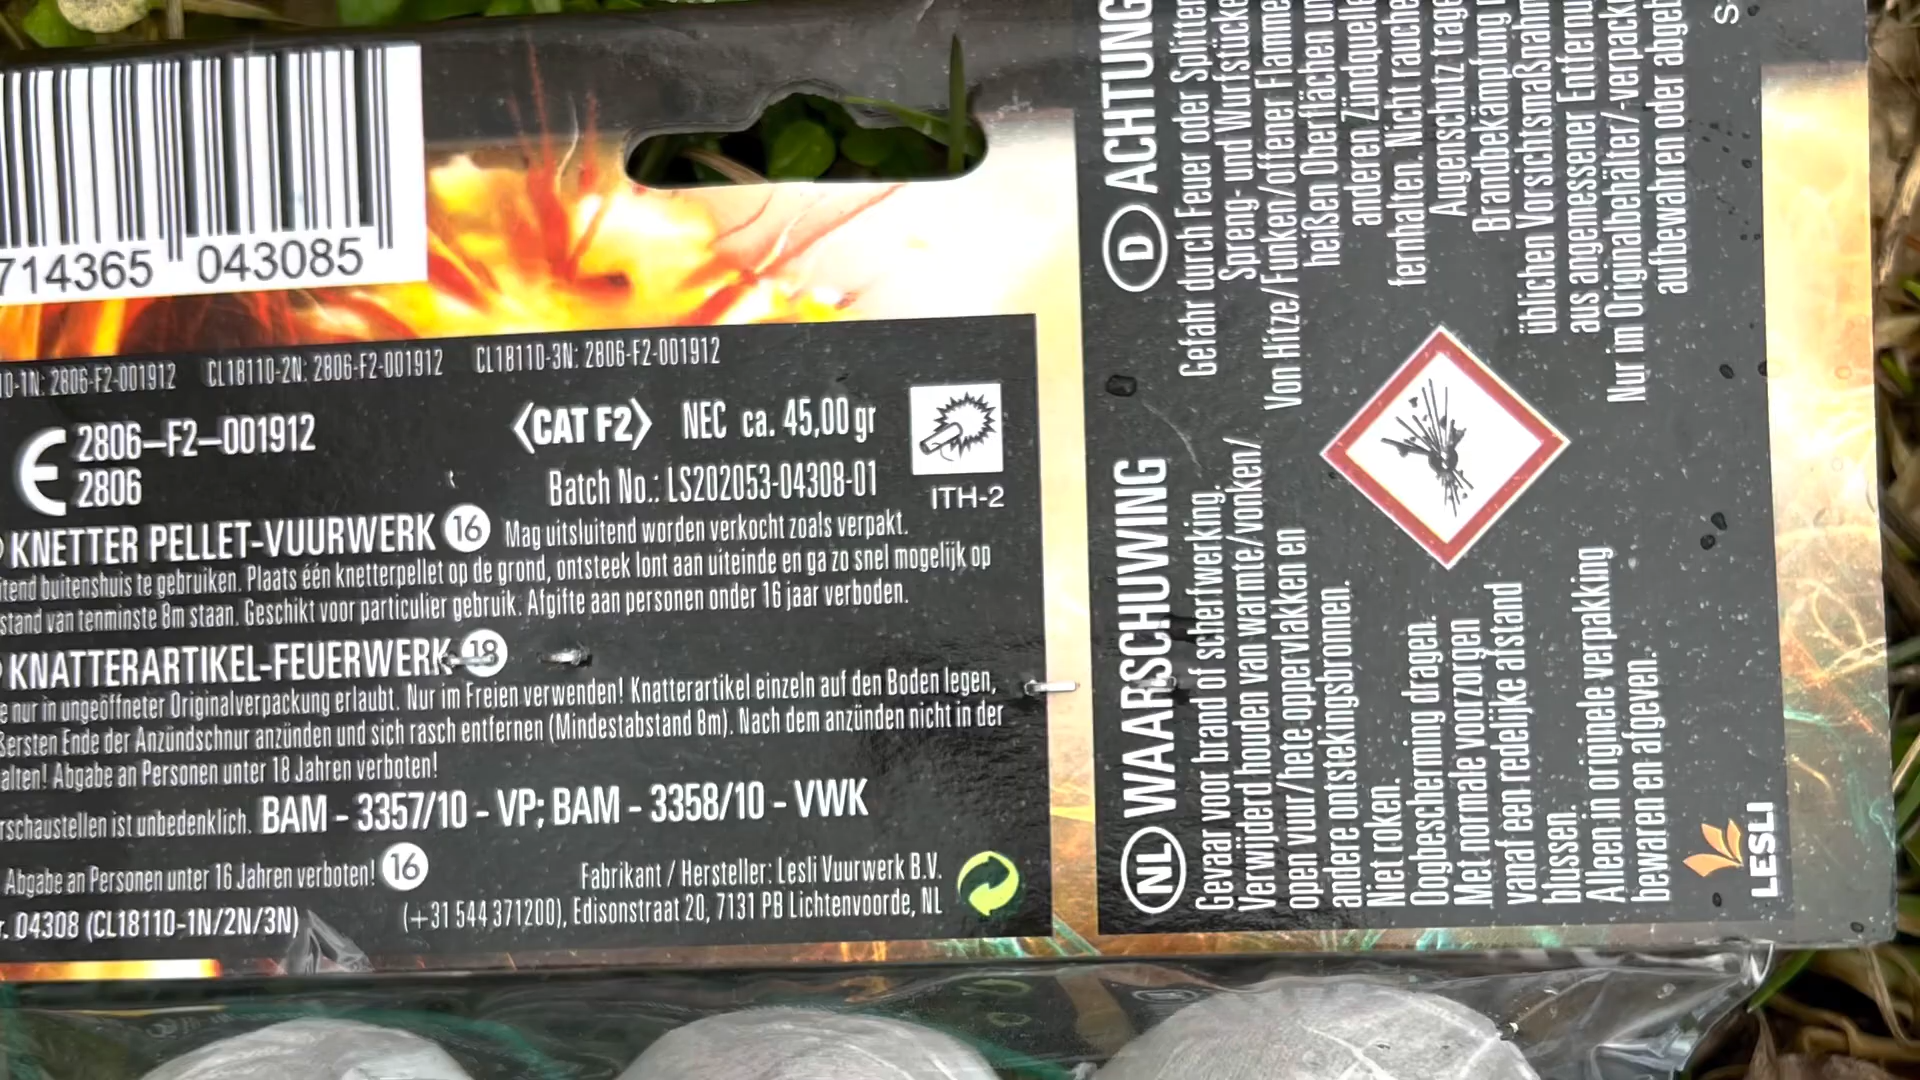 714365 043085
10-1N: 2806-F2-001912 CL18110-2N: 2806-F2-001912 CL18110-3N: 2806-F2-001912
CE 2806-F2-001912
2806
<CAT F2> NEC ca. 45,00 gr
Batch No.: LS202053-04308-01
ITH-2
KNETTER PELLET-VUURWERK 16 Mag uitsluitend worden verkocht zoals verpakt.
itend buitenshuis te gebruiken. Plaats één knetterpellet op de grond, ontsteek lont aan uiteinde en ga zo snel mogelijk op
stand van tenminste 8m staan. Geschikt voor particulier gebruik. Afgifte aan personen onder 16 jaar verboden.
KNATTERARTIKEL-FEUERWERK 18
e nur in ungeöffneter Originalverpackung erlaubt. Nur im Freien verwenden! Knatterartikel einzeln auf den Boden legen,
ßersten Ende der Anzündschnur anzünden und sich rasch entfernen (Mindestabstand 8m). Nach dem anzünden nicht in der
alten! Abgabe an Personen unter 18 Jahren verboten!
rschaustellen ist unbedenklich. BAM - 3357/10 - VP; BAM - 3358/10 - VWK
Abgabe an Personen unter 16 Jahren verboten! 16
r. 04308 (CL18110-1N/2N/3N)
Fabrikant / Hersteller: Lesli Vuurwerk B.V.
(+31 544 371200), Edisonstraat 20, 7131 PB Lichtenvoorde, NL
NL WAARSCHUWING
Gevaar voor brand of scherfwerking.
Verwijderd houden van warmte/vonken/
open vuur/hete oppervlakken en
andere ontstekingsbronnen.
Niet roken.
Oogbescherming dragen.
Met normale voorzorgen
vanaf een redelijke afstand
blussen.
Alleen in originele verpakking
bewaren en afgeven.
D ACHTUNG
Gefahr durch Feuer oder Splitter
Spreng- und Wurfstücke
Von Hitze/Funken/offener Flamme
heißen Oberflächen un
anderen Zündquelle
fernhalten. Nicht rauche
Augenschutz trage
Brandbekämpfung
üblichen Vorsichtsmaßnahm
aus angemessener Entfernu
Nur im Originalbehälter/-verpack
aufbewahren oder abgeb
S-
LESLI